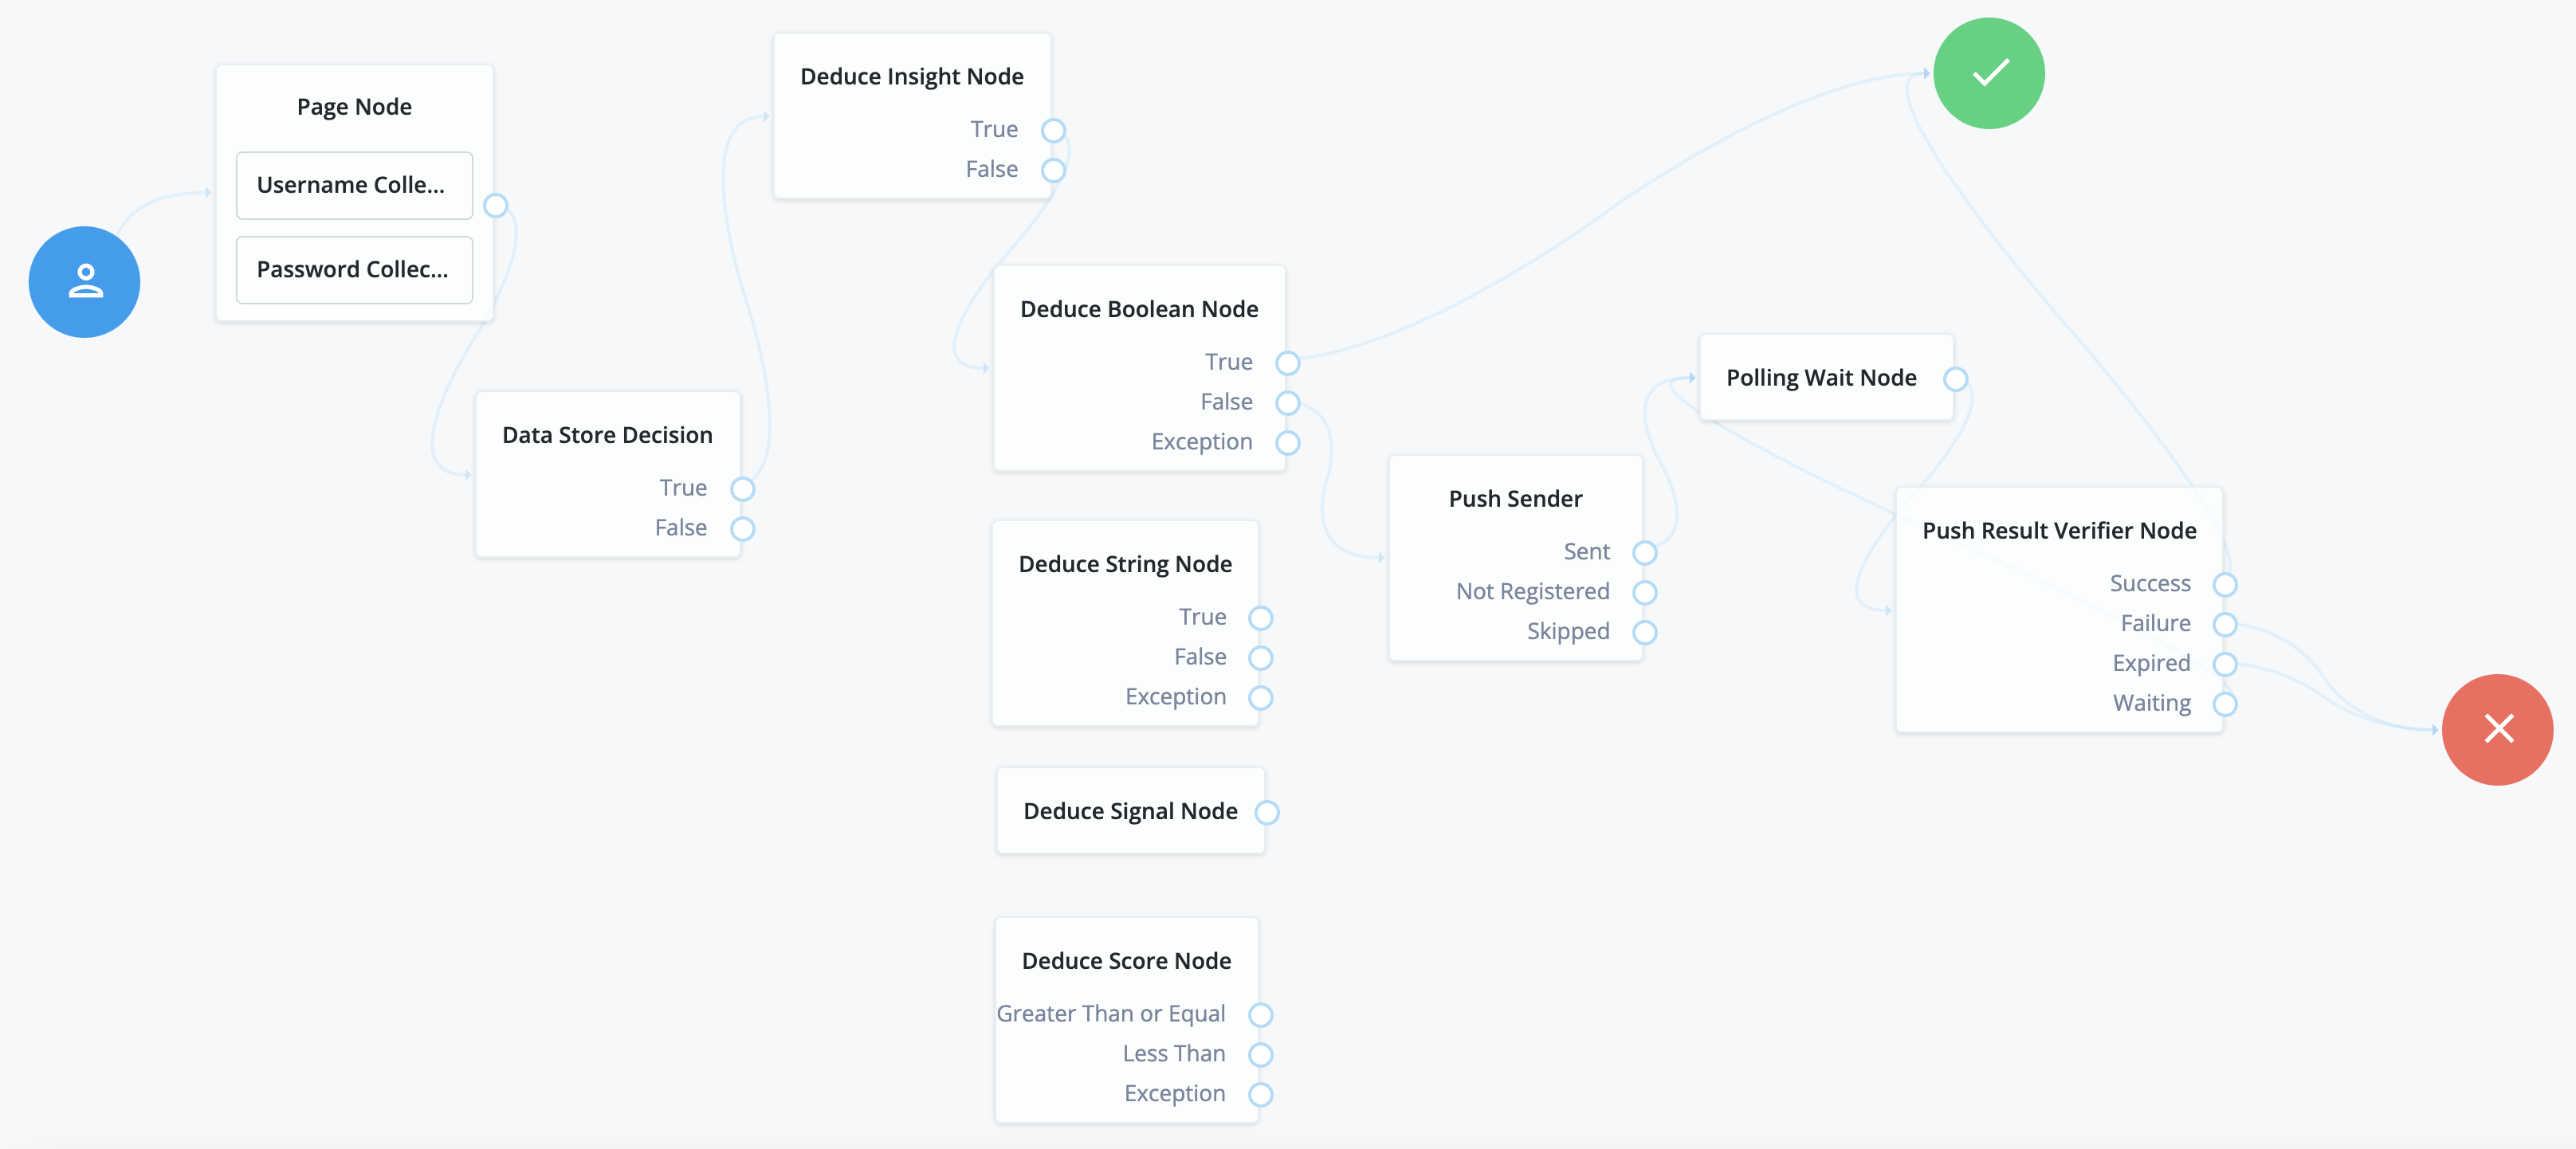 Page Node
Username Colle...
Password Collec...
Data Store Decision
True
False
Deduce Insight Node
True
False
Deduce Boolean Node
True
False
Exception
Deduce String Node
True
False
Exception
Deduce Signal Node
Deduce Score Node
Greater Than or Equal
Less Than
Exception
Push Sender
Sent
Not Registered
Skipped
Polling Wait Node
Push Result Verifier Node
Success
Failure
Expired
Waiting